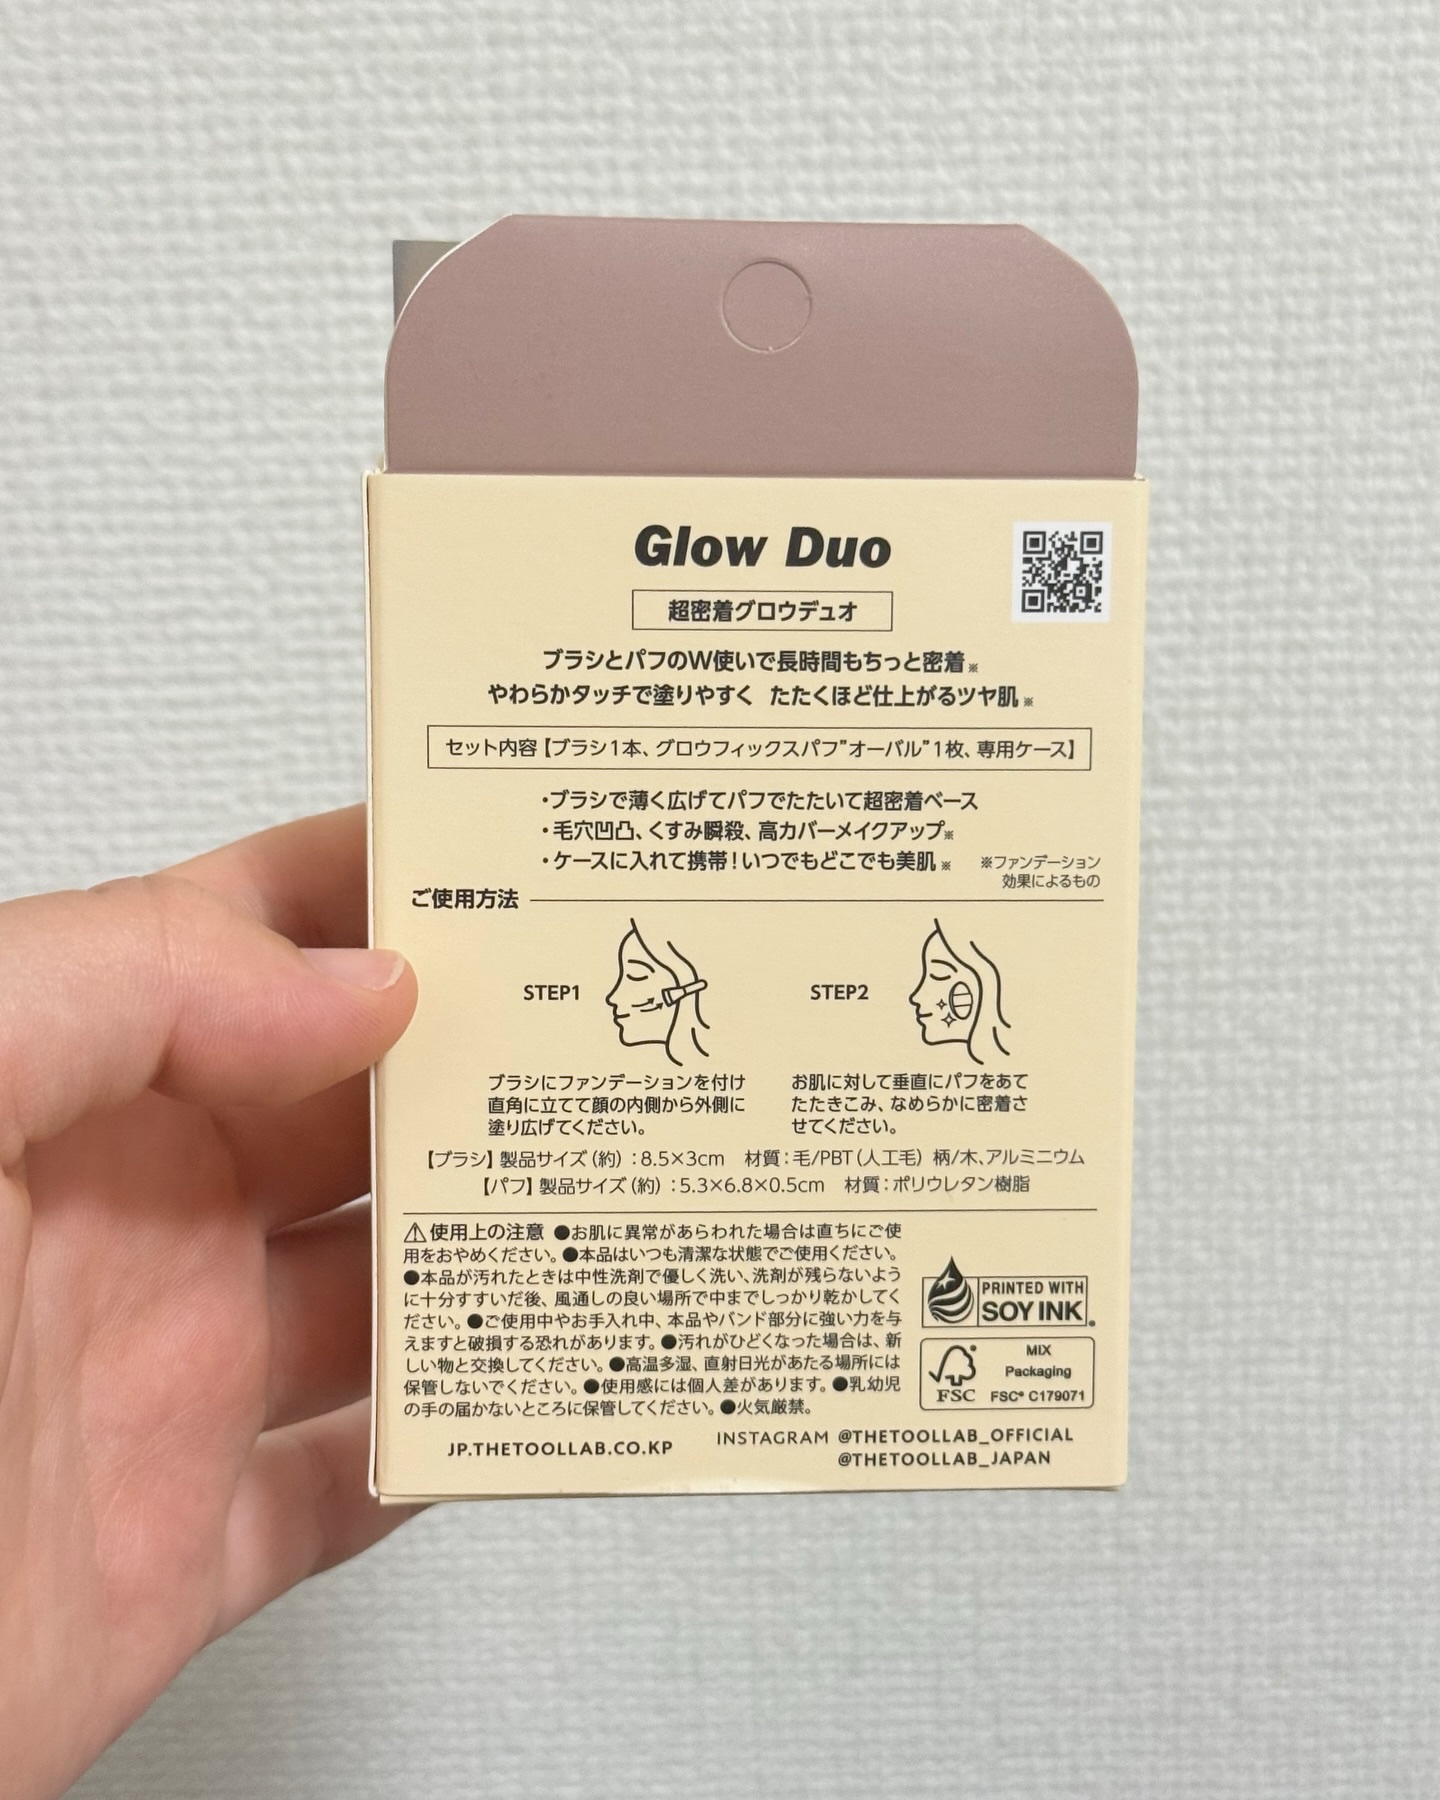 Glow Duo
超密着グロウデュオ
ブラシとパフのW使いで長時間もちっと密着※
やわらかタッチで塗りやすく たたくほど仕上がるツヤ肌※
セット内容【ブラシ1本、グロウフィックスパフ”オーバル”1枚、専用ケース】
・ブラシで薄く広げてパフでたたいて超密着ベース
・毛穴凹凸、くすみ瞬殺、高カバーメイクアップ※
・ケースに入れて携帯！いつでもどこでも美肌※
※ファンデーション
効果によるもの
ご使用方法
STEP1
ブラシにファンデーションを付け
直角に立てて顔の内側から外側に
塗り広げてください。
STEP2
お肌に対して垂直にパフをあて
たたきこみ、なめらかに密着さ
せてください。
【ブラシ】製品サイズ(約)：8.5×3cm 材質：毛/PBT(人工毛) 柄/木、アルミニウム
【パフ】製品サイズ(約)：5.3×6.8×0.5cm 材質：ポリウレタン樹脂
⚠使用上の注意 ●お肌に異常があらわれた場合は直ちにご使
用をおやめください。●本品はいつも清潔な状態でご使用ください。
●本品が汚れたときは中性洗剤で優しく洗い、洗剤が残らないよう
に十分すすいだ後、風通しの良い場所で中までしっかり乾かしてく
ださい。●ご使用中やお手入れ中、本品やバンド部分に強い力を与
えますと破損する恐れがあります。●汚れがひどくなった場合は、新
しい物と交換してください。●高温多湿、直射日光があたる場所には
保管しないでください。●使用感には個人差があります。●乳幼児
の手の届かないところに保管してください。●火気厳禁。
PRINTED WITH
SOY INK®
FSC
MIX
Packaging
FSC® C179071
JP.THETOOLLAB.CO.KP
INSTAGRAM @THETOOLLAB_OFFICIAL
@THETOOLLAB_JAPAN